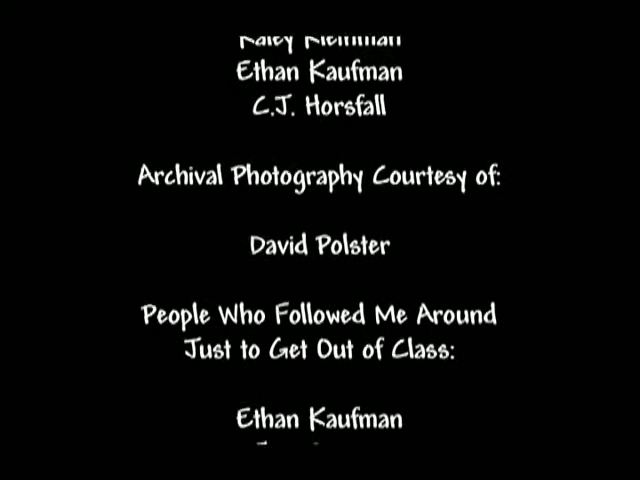 Ethan Kaufman
C.J. Horsfall
Archival Photography Courtesy of:
David Polster
People Who Followed Me Around
Just to Get Out of Class:
Ethan Kaufman